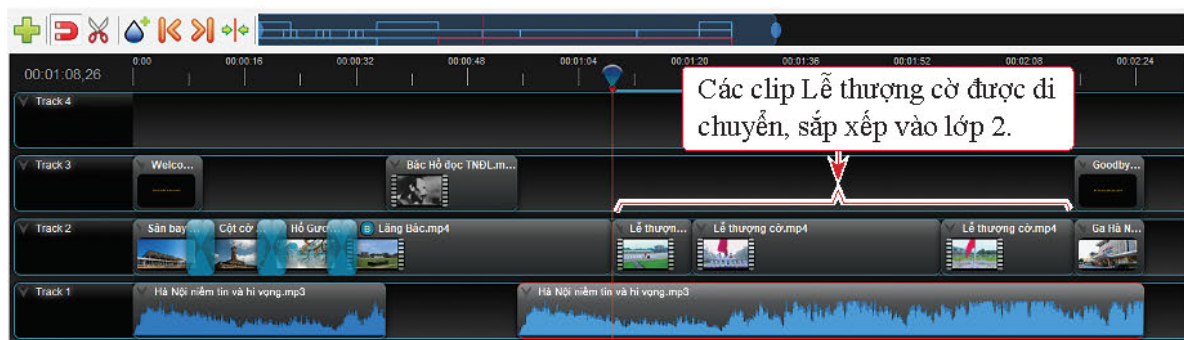 00:01:08,26
0:00 00:00:16 00:00:32 00:00:48 00:01:04 00:01:20 00:01:36 00:01:52 00:02:08 00:02:24
Các clip Lễ thượng cờ được di
chuyển, sắp xếp vào lớp 2.
Track 4
Track 3 Welco... Bác Hồ đọc TNĐL.m... Goodby...
Track 2 Sân bay Cột cờ Hồ Gươ... B Lăng Bác.mp4 Lễ thượn... Lễ thượng cờ.mp4 Lễ thượng cờ.mp4 Ga Hà N...
Track 1 Hà Nội niềm tin và hi vọng.mp3 Hà Nội niềm tin và hi vọng.mp3